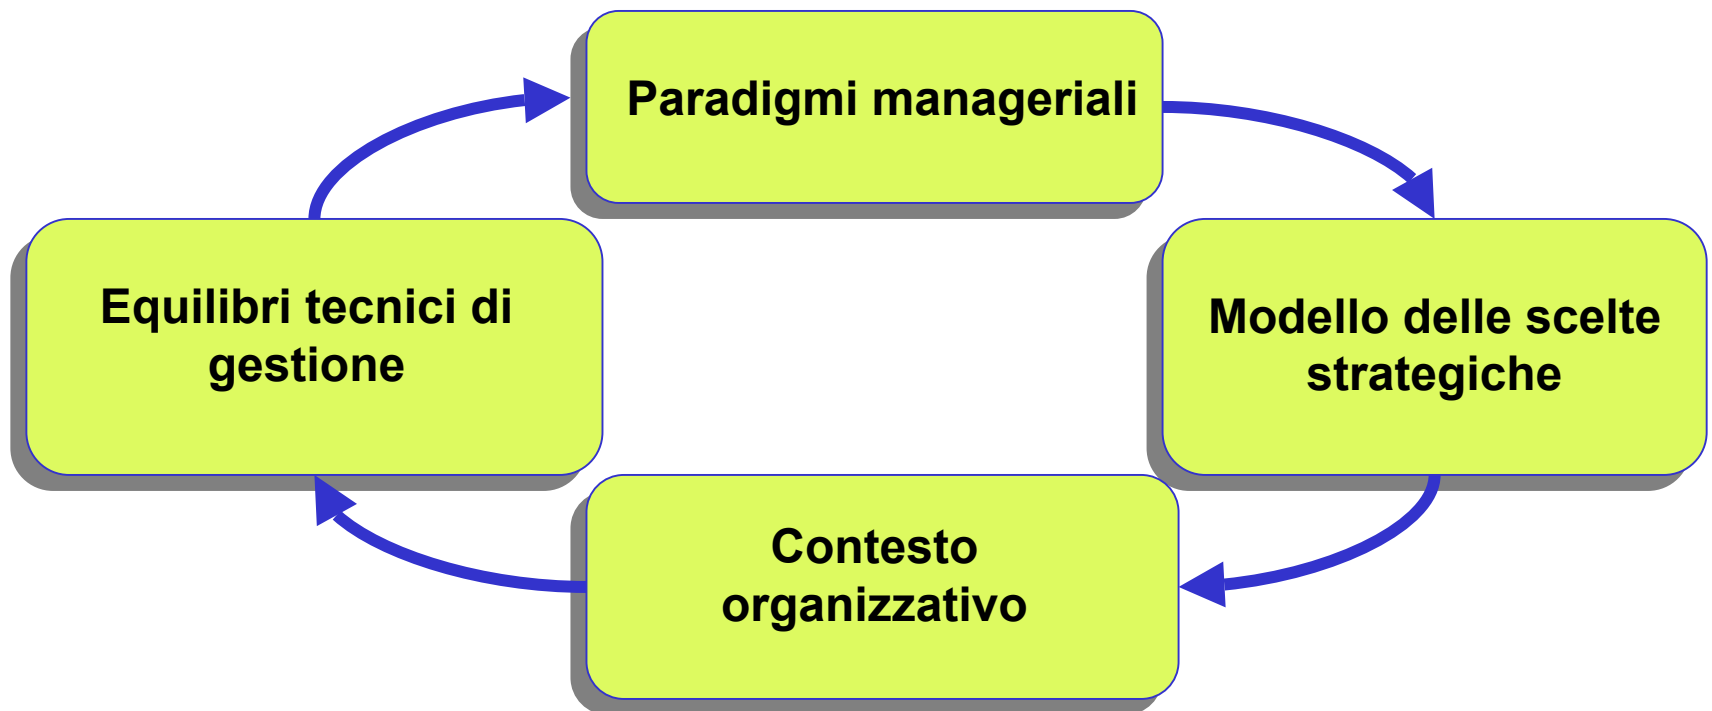 Paradigmi manageriali
Equilibri tecnici di
gestione
Modello delle scelte
strategiche
Contesto
organizzativo